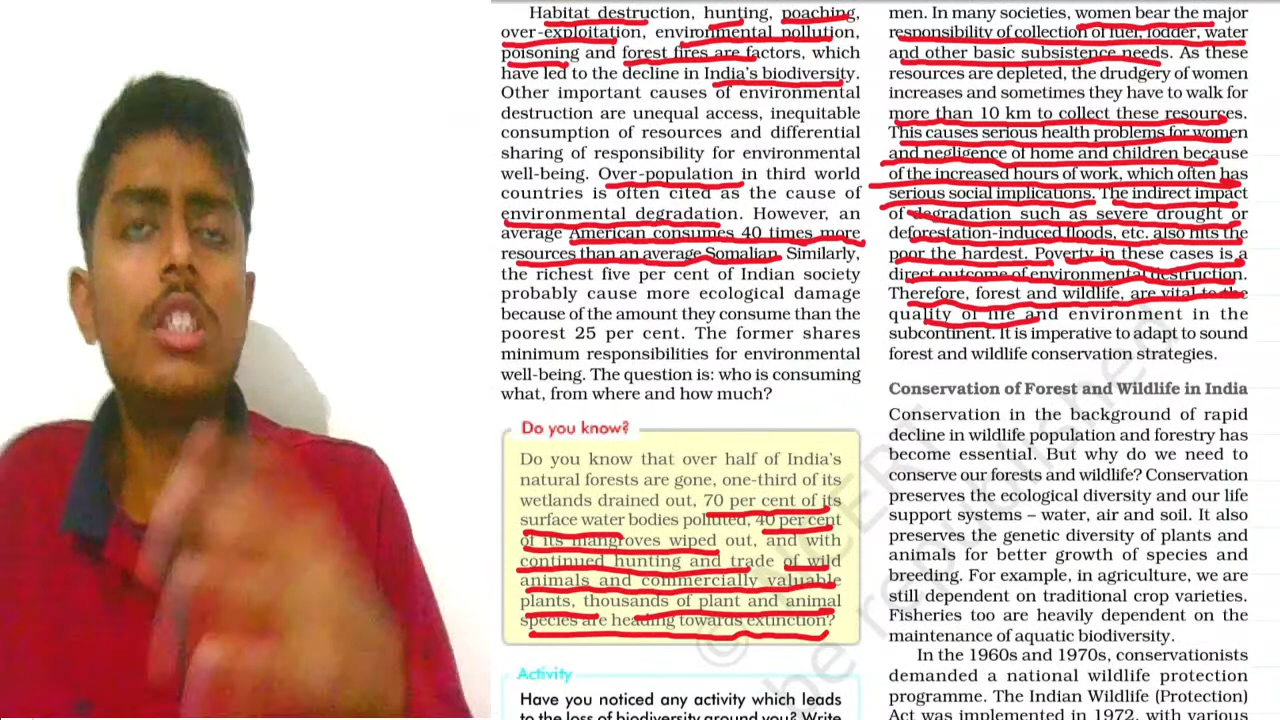 Habitat destruction, hunting, poaching,
over-exploitation, environmental pollution,
poisoning and forest fires are factors, which
have led to the decline in India's biodiversity.
Other important causes of environmental
destruction are unequal access, inequitable
consumption of resources and differential
sharing of responsibility for environmental
well-being. Over-population in third world
countries is often cited as the cause of
environmental degradation. However, an
average American consumes 40 times more
resources than an average Somalian. Similarly,
the richest five per cent of Indian society
probably cause more ecological damage
because of the amount they consume than the
poorest 25 per cent. The former shares
minimum responsibilities for environmental
well-being. The question is: who is consuming
what, from where and how much?
Do you know?
Do you know that over half of India's
natural forests are gone, one-third of its
wetlands drained out, 70 per cent of its
surface water bodies polluted, 40 per cent
of its mangroves wiped out, and with
continued hunting and trade of wild
animals and commercially valuable
plants, thousands of plant and animal
species are heading towards extinction?
Activity
Have you noticed any activity which leads
to the loss of biodiversity around you? Write
men. In many societies, women bear the major
responsibility of collection of fuel, fodder, water
and other basic subsistence needs. As these
resources are depleted, the drudgery of women
increases and sometimes they have to walk for
more than 10 km to collect these resources.
This causes serious health problems for women
and negligence of home and children because
of the increased hours of work, which often has
serious social implications. The indirect impact
of degradation such as severe drought or
deforestation-induced floods, etc. also hits the
poor the hardest. Poverty in these cases is a
direct outcome of environmental destruction.
Therefore, forest and wildlife, are vital to the
quality of life and environment in the
subcontinent. It is imperative to adapt to sound
forest and wildlife conservation strategies.
Conservation of Forest and Wildlife in India
Conservation in the background of rapid
decline in wildlife population and forestry has
become essential. But why do we need to
conserve our forests and wildlife? Conservation
preserves the ecological diversity and our life
support systems – water, air and soil. It also
preserves the genetic diversity of plants and
animals for better growth of species and
breeding. For example, in agriculture, we are
still dependent on traditional crop varieties.
Fisheries too are heavily dependent on the
maintenance of aquatic biodiversity.
In the 1960s and 1970s, conservationists
demanded a national wildlife protection
programme. The Indian Wildlife (Protection)
Act was implemented in 1972, with various
© NCERT
be republished